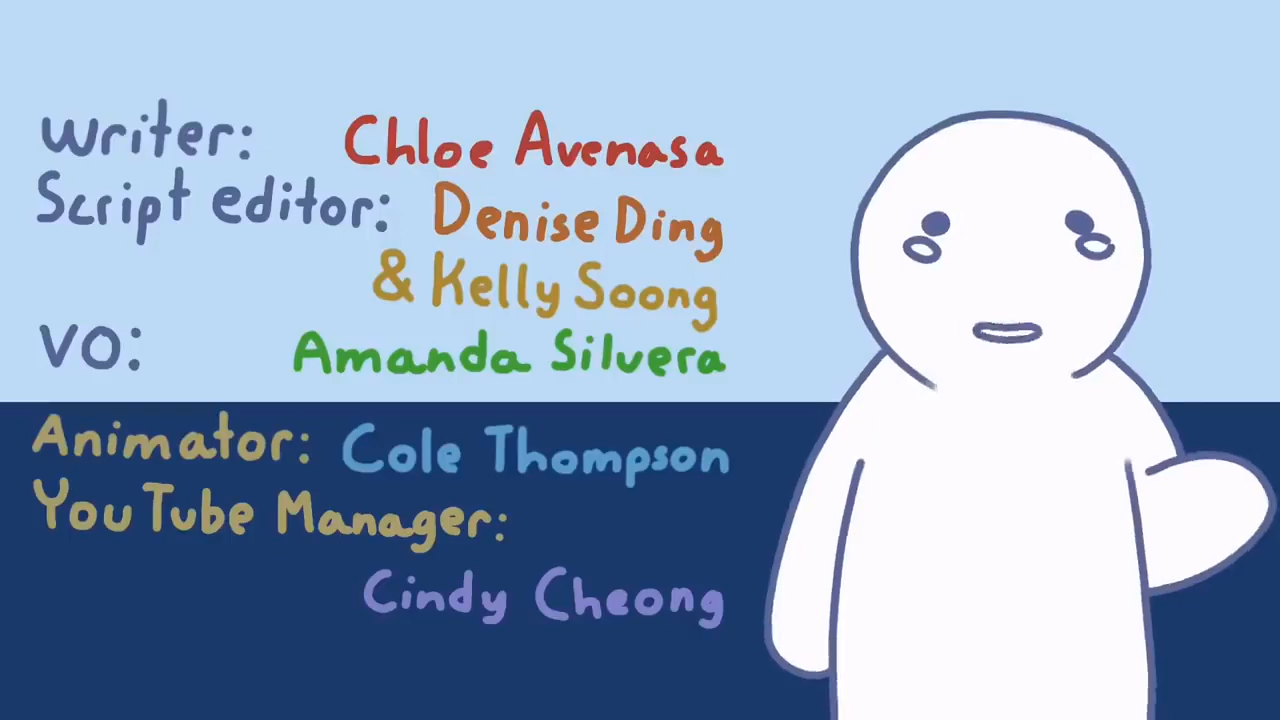 Writer: Chloe Avenasa
Script editor: Denise Ding
& Kelly Soong
VO: Amanda Silvera
Animator: Cole Thompson
YouTube Manager:
Cindy Cheong